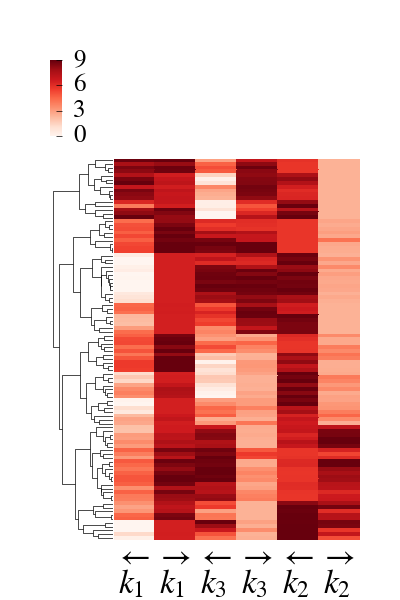 9
6
3
0
← → ← → ← →
k1 k1 k3 k3 k2 k2